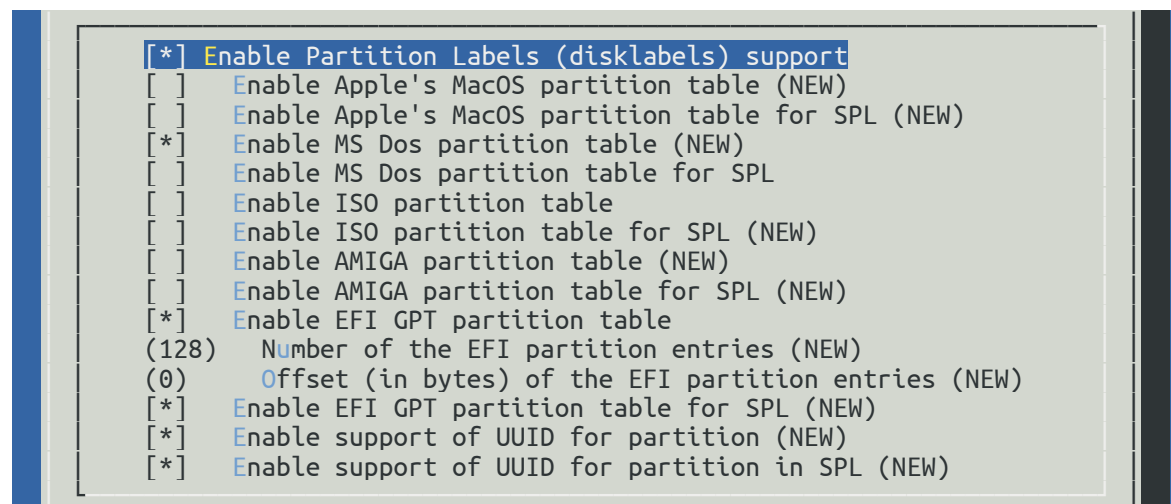 [*] Enable Partition Labels (disklabels) support
[ ]   Enable Apple's MacOS partition table (NEW)
[ ]   Enable Apple's MacOS partition table for SPL (NEW)
[*]   Enable MS Dos partition table (NEW)
[ ]   Enable MS Dos partition table for SPL
[ ]   Enable ISO partition table
[ ]   Enable ISO partition table for SPL (NEW)
[ ]   Enable AMIGA partition table (NEW)
[ ]   Enable AMIGA partition table for SPL (NEW)
[*]   Enable EFI GPT partition table
(128)   Number of the EFI partition entries (NEW)
(0)     Offset (in bytes) of the EFI partition entries (NEW)
[*]   Enable EFI GPT partition table for SPL (NEW)
[*]   Enable support of UUID for partition (NEW)
[*]   Enable support of UUID for partition in SPL (NEW)